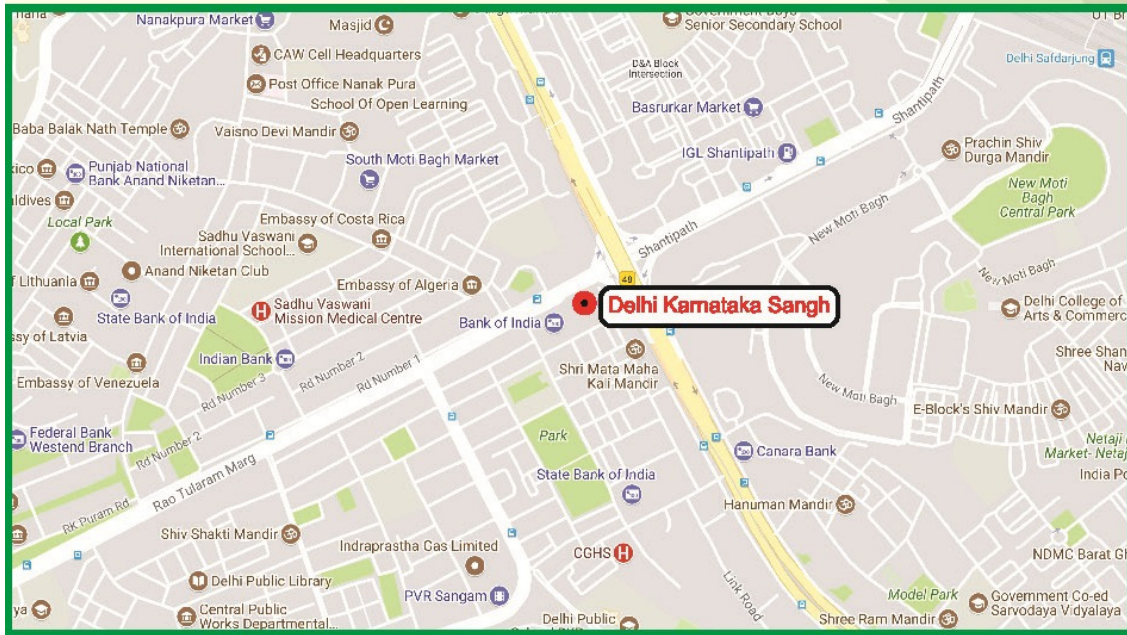 Nanakpura Market
Masjid
Senior Secondary School
CAW Cell Headquarters
D&A Block
Intersection
Delhi Safdarjung
Post Office Nanak Pura
School Of Open Learning
Basrurkar Market
Shantipath
Baba Balak Nath Temple
Vaisno Devi Mandir
Punjab National
Bank Anand Niketan...
South Moti Bagh Market
IGL Shantipath
Prachin Shiv
Durga Mandir
New Moti
Bagh
Central Park
Local Park
Embassy of Costa Rica
New Moti Bagh
Shantipath
Sadhu Vaswani
International School...
Anand Niketan Club
Embassy of Algeria
48
New Moti Bagh
State Bank of India
Sadhu Vaswani
Mission Medical Centre
Bank of India
Delhi Karnataka Sangh
Delhi College of
Arts & Commerc
Indian Bank
Rd Number 2
Rd Number 1
Rd Number 3
Shri Mata Maha
Kali Mandir
Embassy of Venezuela
New Moti Bagh
E-Block's Shiv Mandir
Federal Bank
Westend Branch
Rd Number 2
Park
Canara Bank
Netaji
Market- Netaj
Rao Tularam Marg
State Bank of India
RK Puram Rd
Hanuman Mandir
Shiv Shakti Mandir
Indraprastha Gas Limited
CGHS
NDMC Barat
Delhi Public Library
Link Road
PVR Sangam
Model Park
Central Public
Works Departmental...
Delhi Public
Shree Ram Mandir
Government Co-ed
Sarvodaya Vidyalaya